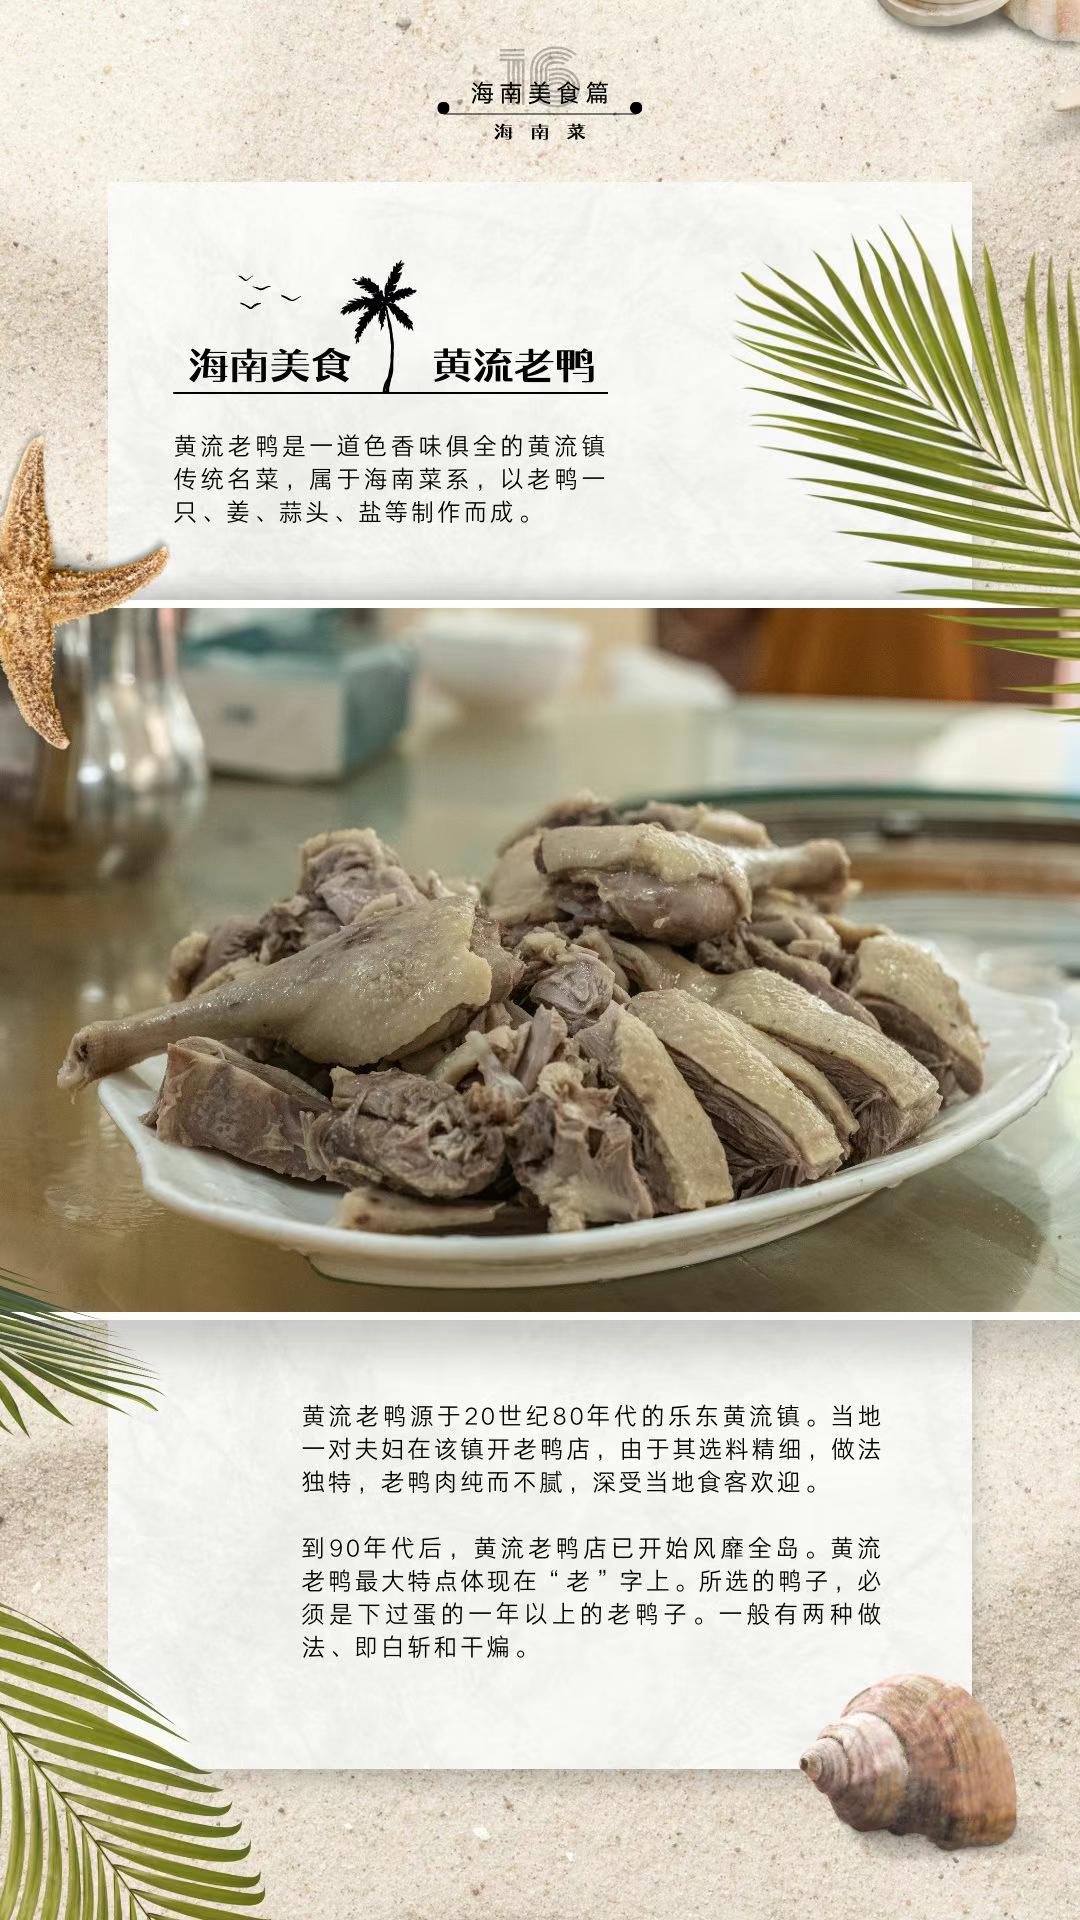 16
海南美食篇
海南菜
海南美食 黄流老鸭
黄流老鸭是一道色香味俱全的黄流镇
传统名菜，属于海南菜系，以老鸭一
只、姜、蒜头、盐等制作而成。
黄流老鸭源于20世纪80年代的乐东黄流镇。当地
一对夫妇在该镇开老鸭店，由于其选料精细，做法
独特，老鸭肉纯而不腻，深受当地食客欢迎。
到90年代后，黄流老鸭店已开始风靡全岛。黄流
老鸭最大特点体现在“老”字上。所选的鸭子，必
须是下过蛋的一年以上的老鸭子。一般有两种做
法、即白斩和干煸。